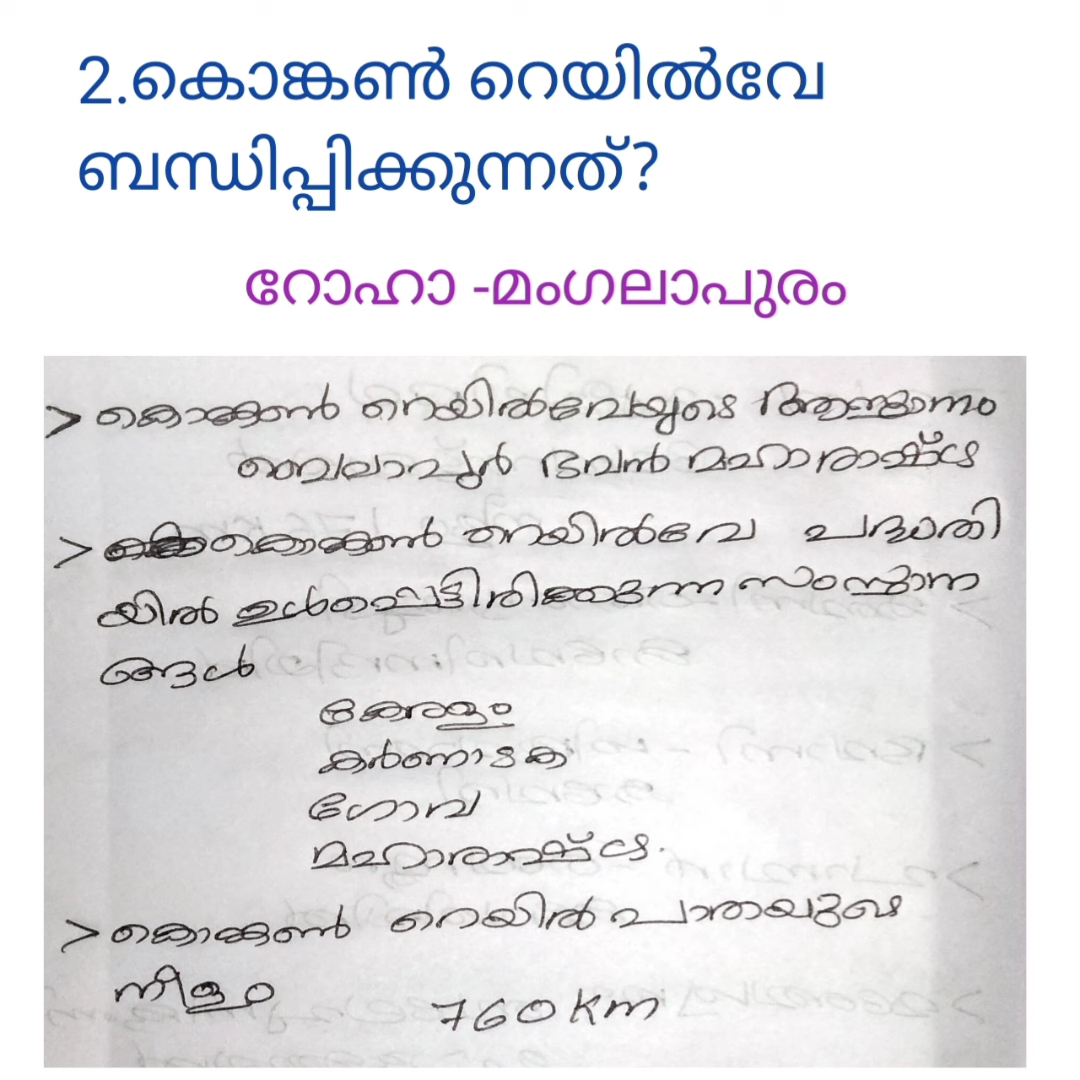 2.കൊങ്കൺ റെയിൽവേ
ബന്ധിപ്പിക്കുന്നത്?
റോഹാ -മംഗലാപുരം
> കൊങ്കൺ റെയിൽവേയുടെ ആസ്ഥാനം
ബെലാപൂർ ഭവൻ മഹാരാഷ്ട്ര
> കൊങ്കൺ റെയിൽവേ പദ്ധതി
യിൽ ഉൾപ്പെട്ടിരിക്കുന്ന സംസ്ഥാന
ങ്ങൾ
കേരളം
കർണാടക
ഗോവ
മഹാരാഷ്ട്ര.
> കൊങ്കൺ റെയിൽ പാതയുടെ
നീളം 760 Km